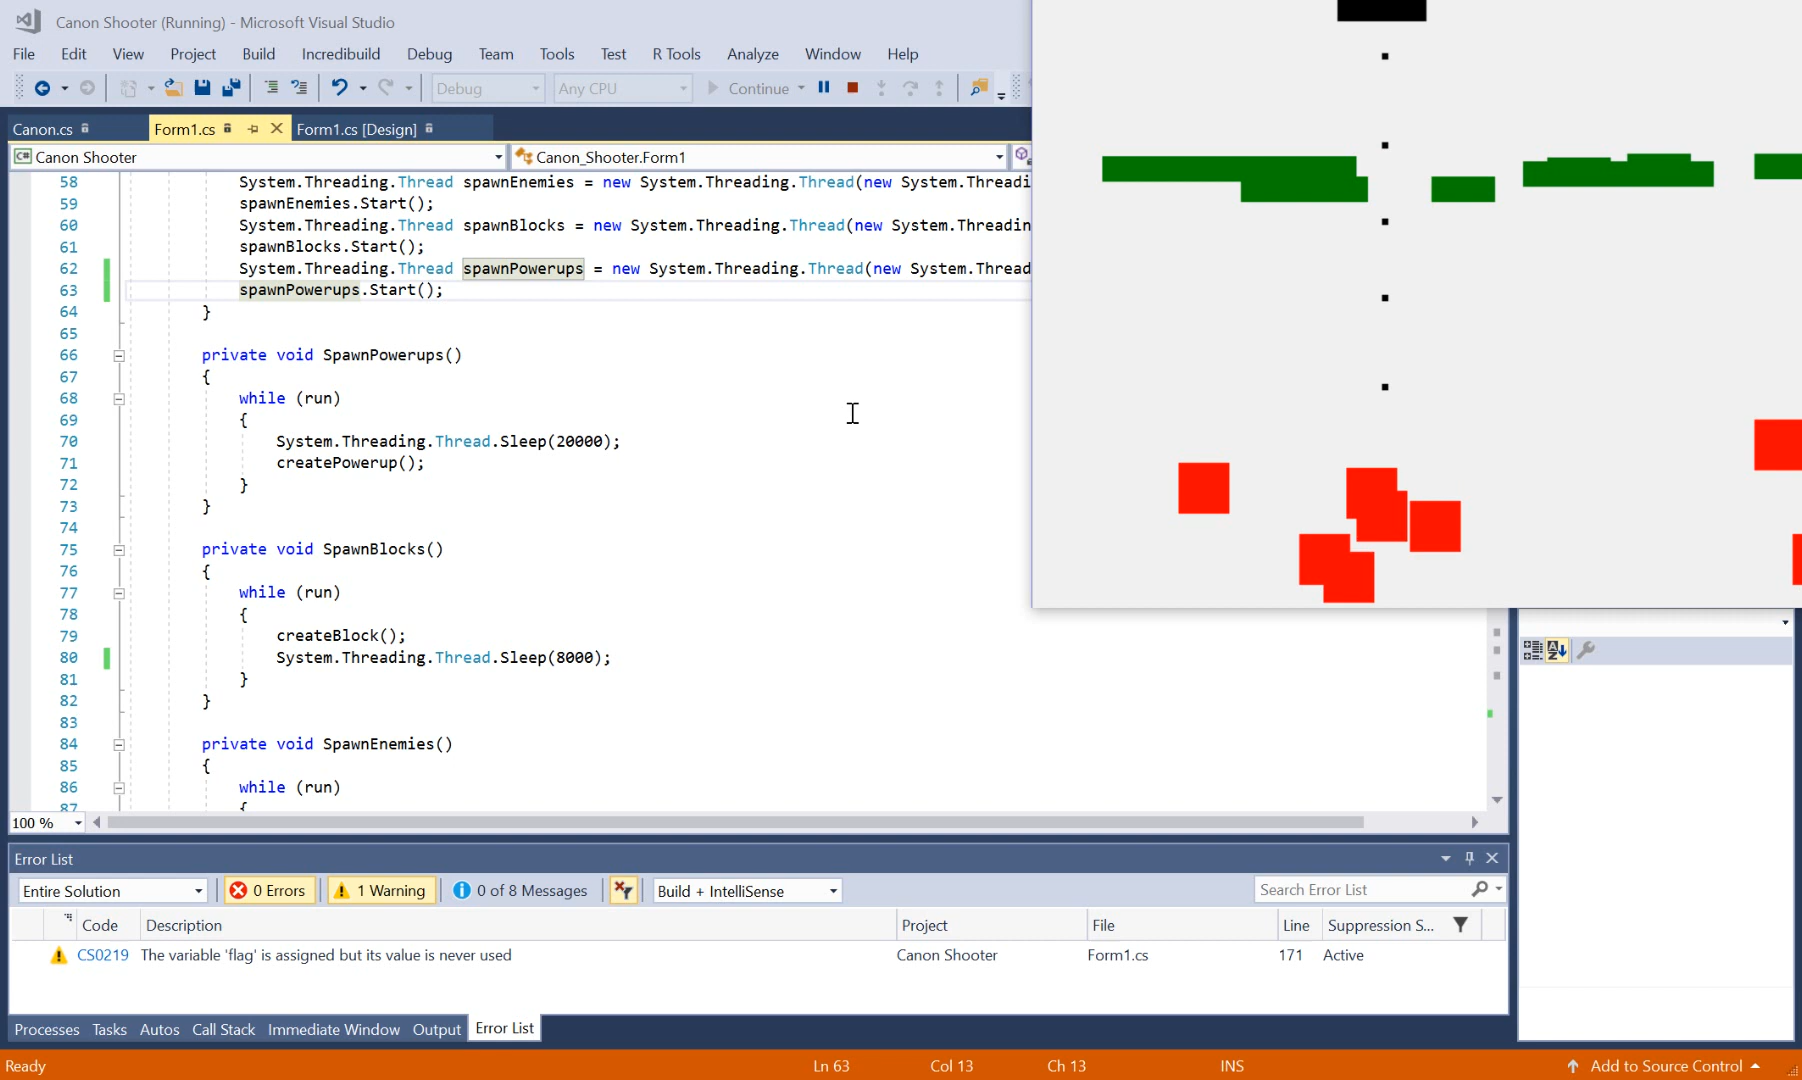 Canon Shooter (Running) - Microsoft Visual Studio
File Edit View Project Build Incredibuild Debug Team Tools Test R Tools Analyze Window Help
Debug Any CPU Continue
Canon.cs Form1.cs Form1.cs [Design]
C# Canon Shooter Canon_Shooter.Form1
58 System.Threading.Thread spawnEnemies = new System.Threading.Thread(new System.Threadi
59 spawnEnemies.Start();
60 System.Threading.Thread spawnBlocks = new System.Threading.Thread(new System.Threadin
61 spawnBlocks.Start();
62 System.Threading.Thread spawnPowerups = new System.Threading.Thread(new System.Thread
63 spawnPowerups.Start();
64 }
65
66 private void SpawnPowerups()
67 {
68 while (run)
69 {
70 System.Threading.Thread.Sleep(20000);
71 createPowerup();
72 }
73 }
74
75 private void SpawnBlocks()
76 {
77 while (run)
78 {
79 createBlock();
80 System.Threading.Thread.Sleep(8000);
81 }
82 }
83
84 private void SpawnEnemies()
85 {
86 while (run)
87 {
100 %
Error List
Entire Solution 0 Errors 1 Warning 0 of 8 Messages Build + IntelliSense Search Error List
Code Description Project File Line Suppression S...
CS0219 The variable 'flag' is assigned but its value is never used Canon Shooter Form1.cs 171 Active
Processes Tasks Autos Call Stack Immediate Window Output Error List
Ready Ln 63 Col 13 Ch 13 INS Add to Source Control